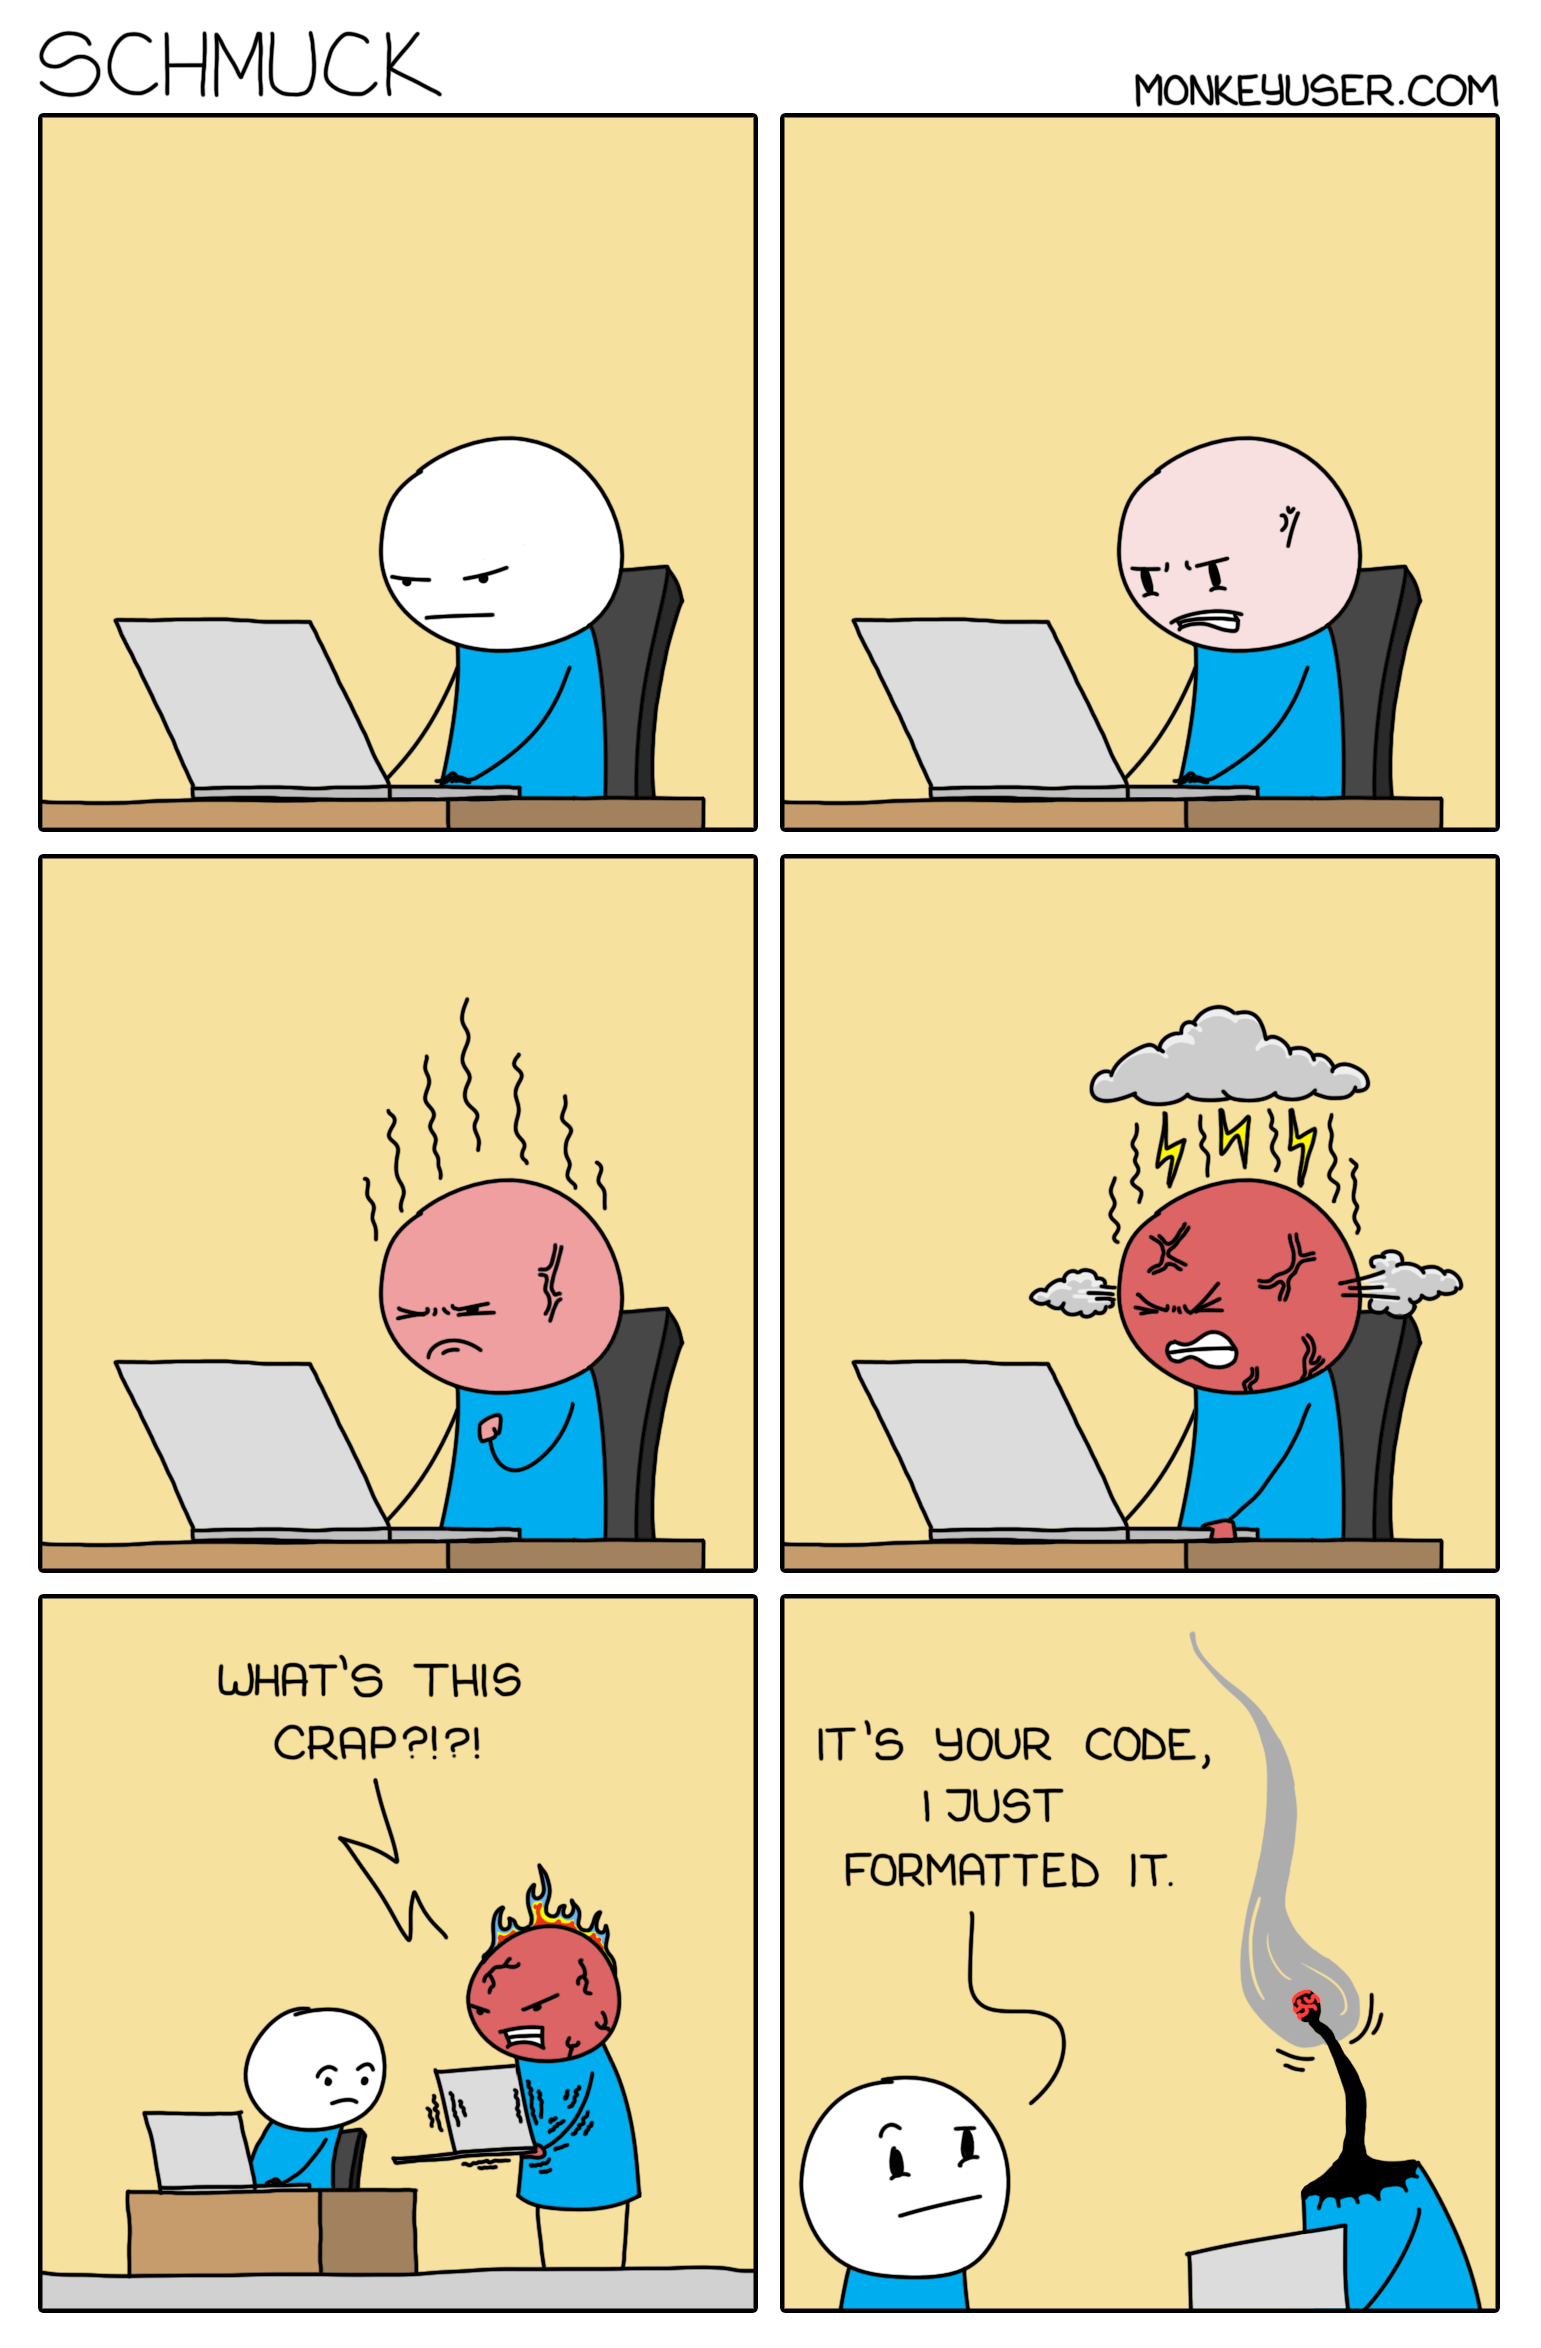 SCHMUCK
MONKEYUSER.COM
WHAT'S THIS
CRAP?!?!
IT'S YOUR CODE,
I JUST
FORMATTED IT.